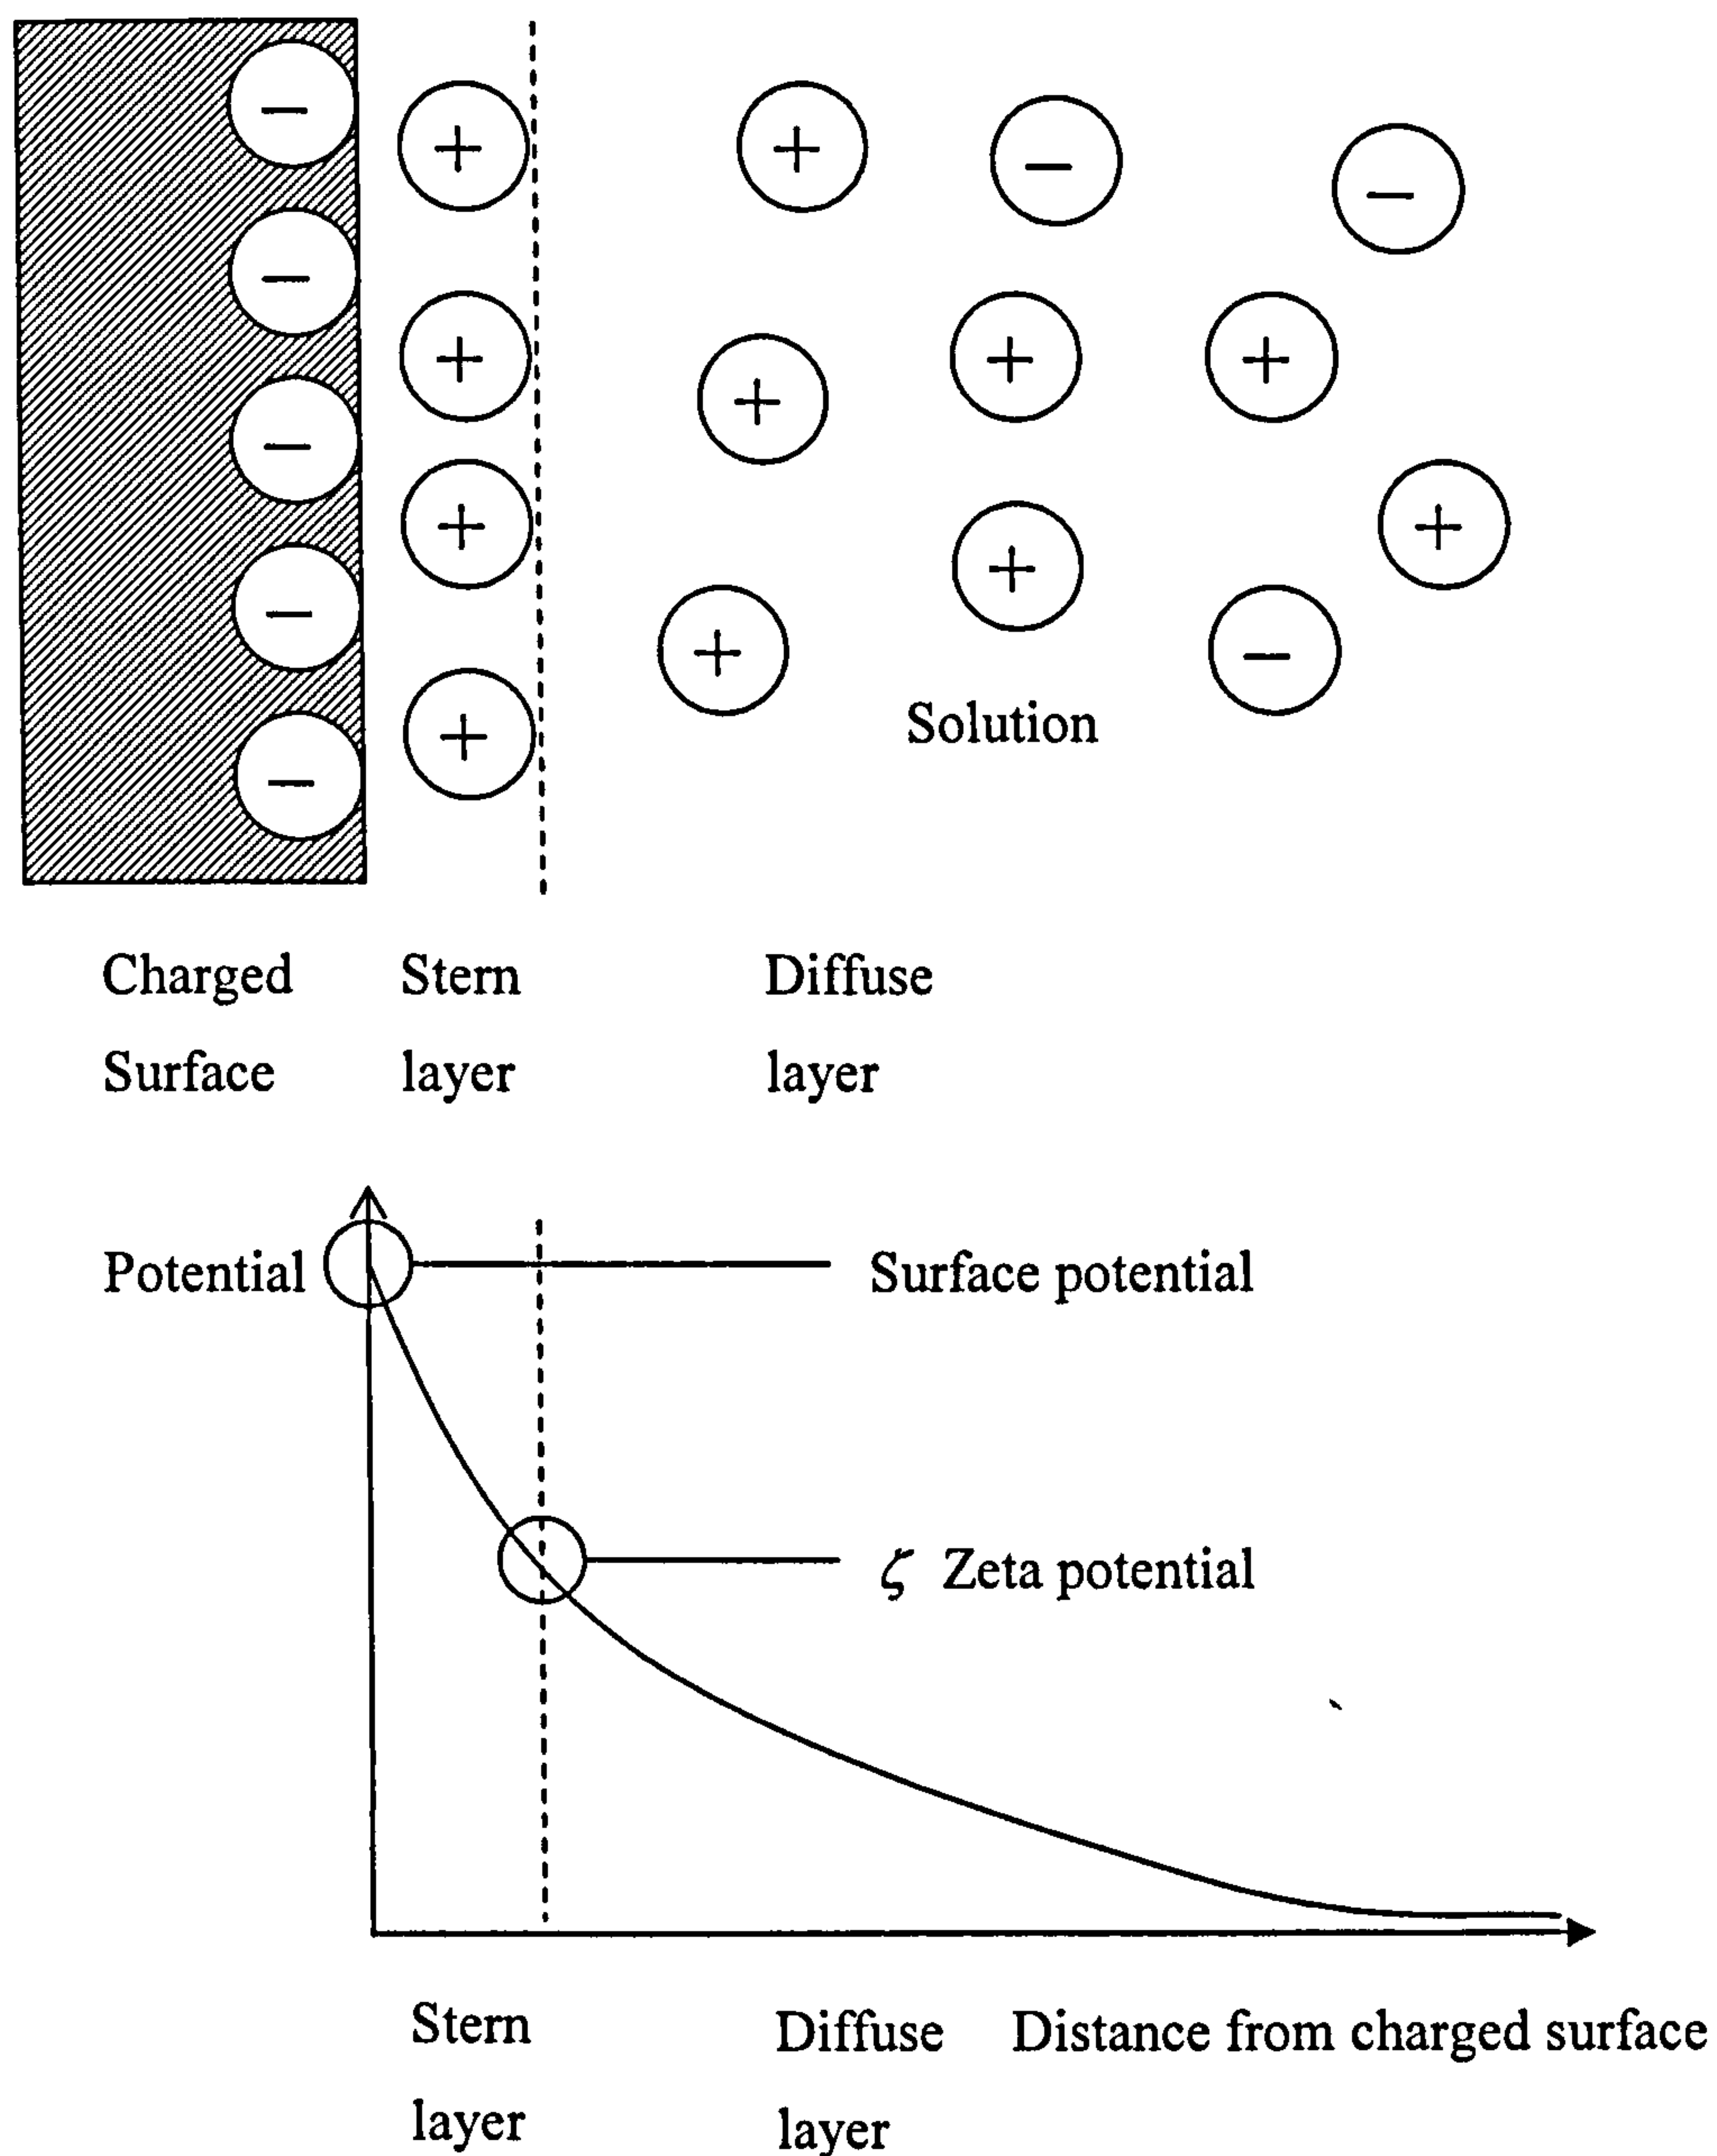 − + + − −
− + + + +
− + + +
− + + −
− +
Solution
Charged Stern Diffuse
Surface layer layer
Potential Surface potential
ζ Zeta potential
Stern Diffuse Distance from charged surface
layer layer